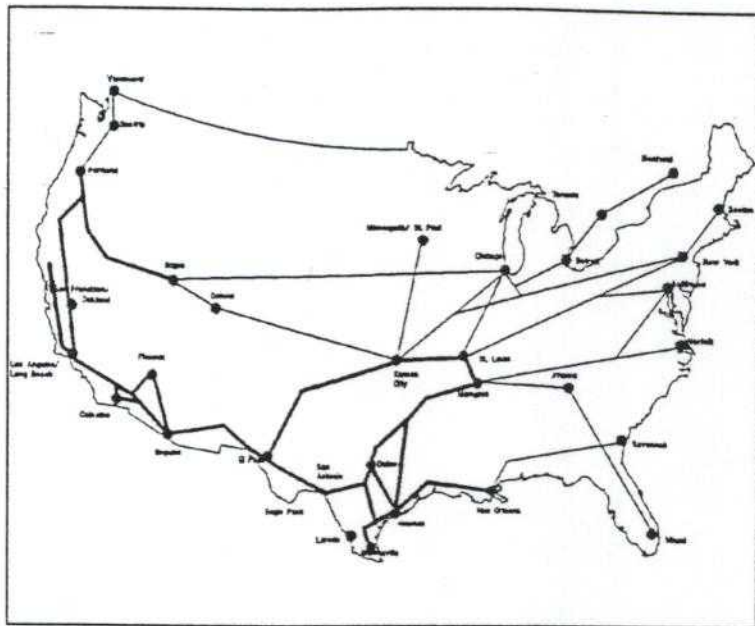 Vancouver
Seattle
Portland
Montreal
Toronto
Boston
Minneapolis/ St. Paul
Chicago
Detroit
New York
Ogden
Denver
San Francisco/
Oakland
Baltimore
Norfolk
St. Louis
Kansas
City
Memphis
Atlanta
Los Angeles/
Long Beach
Phoenix
Calexico
Nogales
El Paso
San
Antonio
Dallas
Savannah
Eagle Pass
Houston
New Orleans
Laredo
Brownsville
Miami